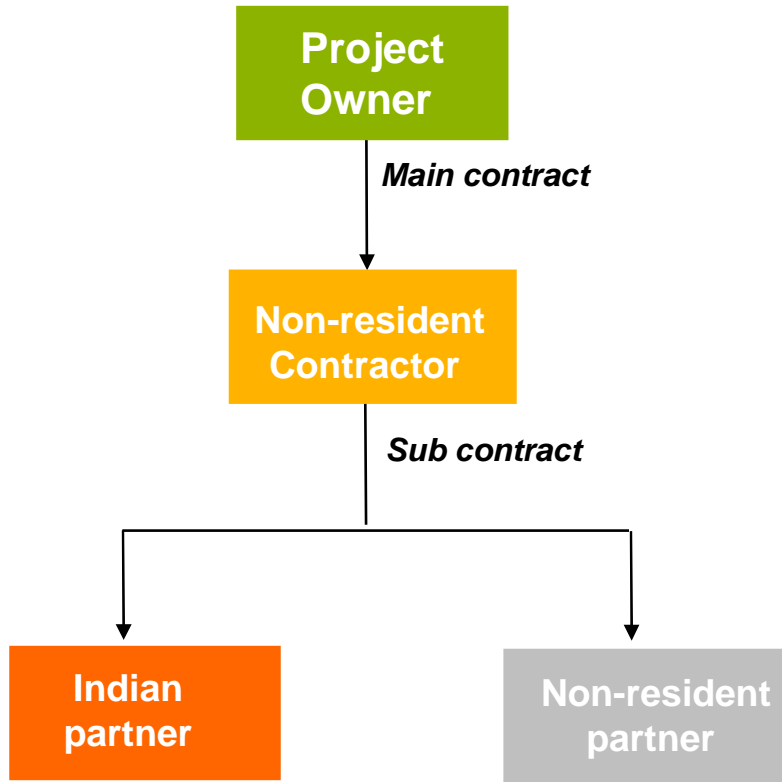 Project
Owner
Main contract
Non-resident
Contractor
Sub contract
Indian
partner
Non-resident
partner